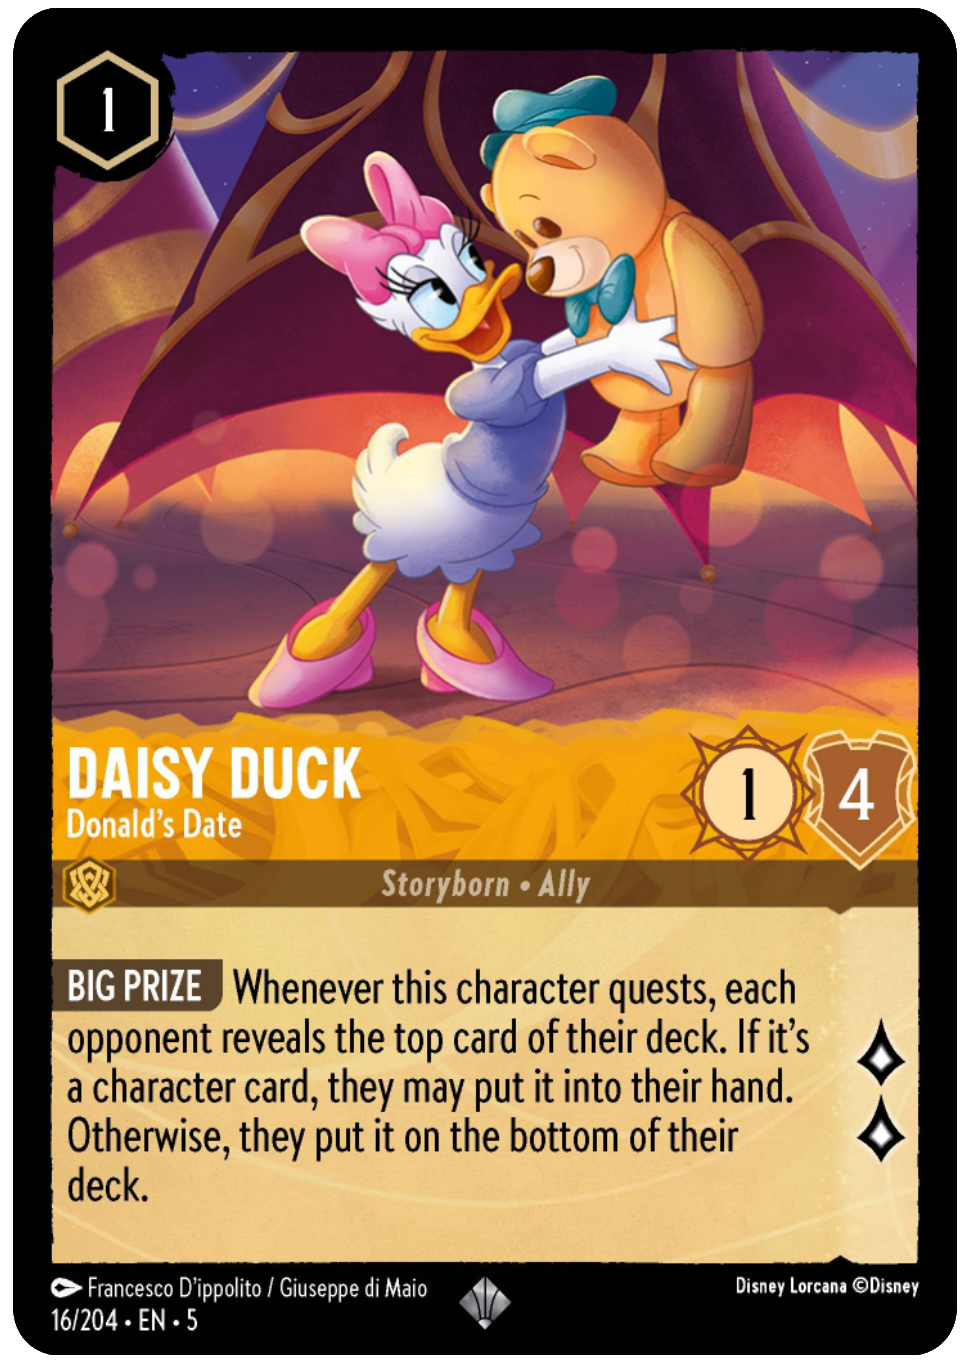 1
DAISY DUCK
Donald's Date
1
4
Storyborn • Ally
BIG PRIZE Whenever this character quests, each
opponent reveals the top card of their deck. If it's
a character card, they may put it into their hand.
Otherwise, they put it on the bottom of their
deck.
Francesco D'ippolito / Giuseppe di Maio
Disney Lorcana ©Disney
16/204 • EN • 5